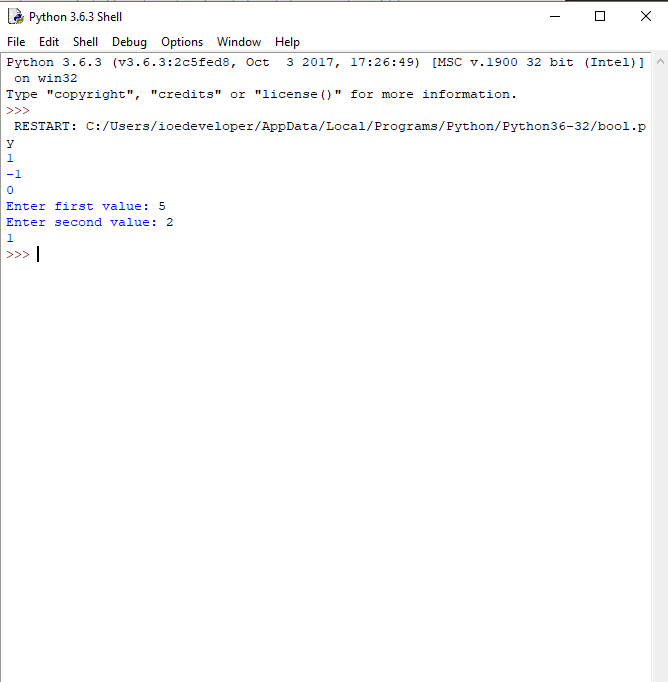 Python 3.6.3 Shell
File Edit Shell Debug Options Window Help
Python 3.6.3 (v3.6.3:2c5fed8, Oct  3 2017, 17:26:49) [MSC v.1900 32 bit (Intel)]
 on win32
Type "copyright", "credits" or "license()" for more information.
>>>
 RESTART: C:/Users/ioedeveloper/AppData/Local/Programs/Python/Python36-32/bool.p
y
1
-1
0
Enter first value: 5
Enter second value: 2
1
>>>